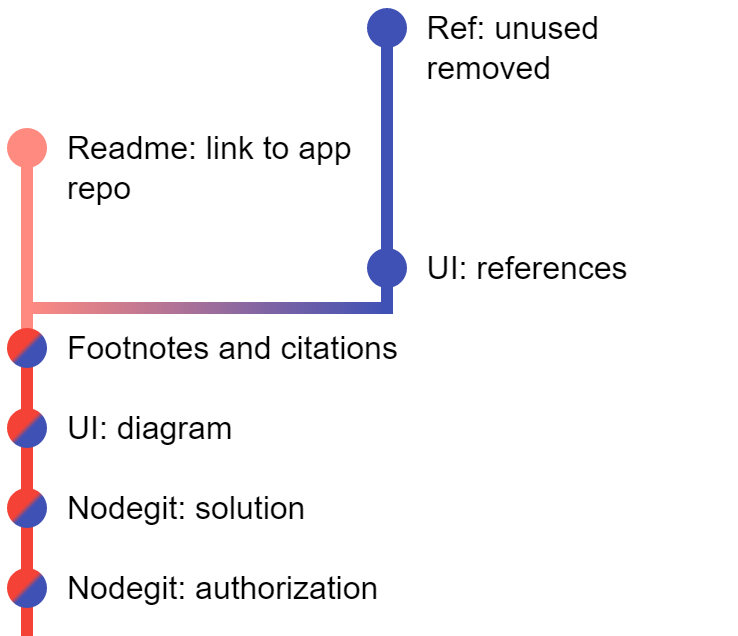 Ref: unused
removed
Readme: link to app
repo
UI: references
Footnotes and citations
UI: diagram
Nodegit: solution
Nodegit: authorization